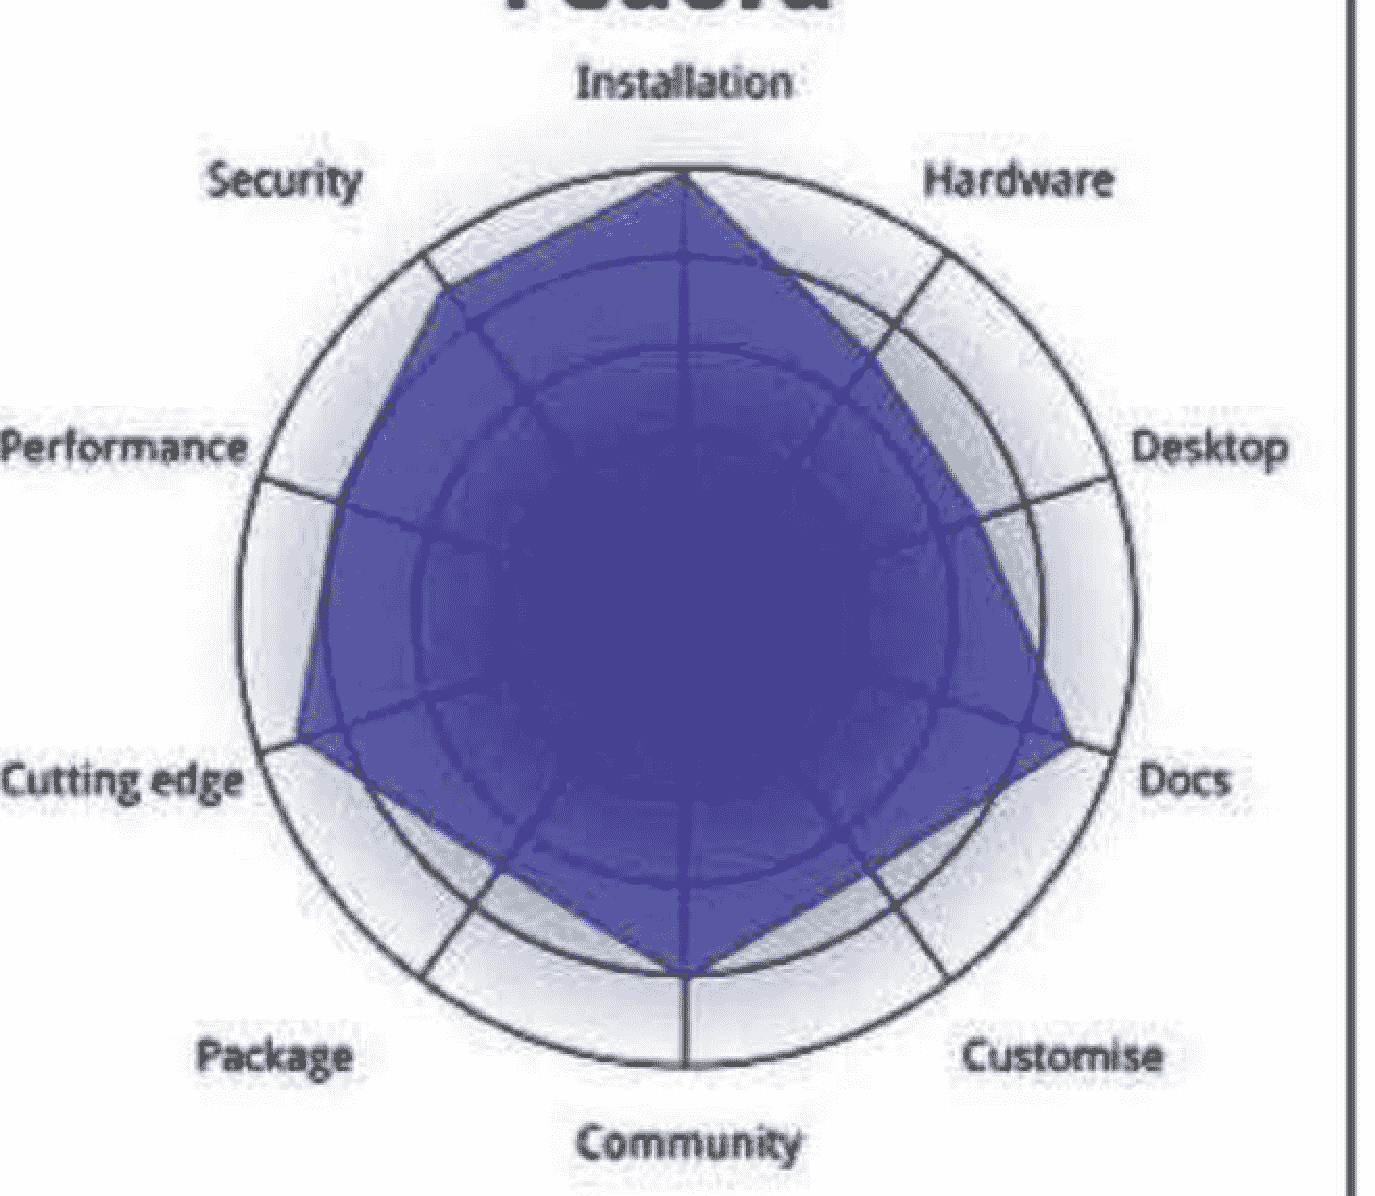 Installation
Security
Hardware
Performance
Desktop
Cutting edge
Docs
Package
Customise
Community